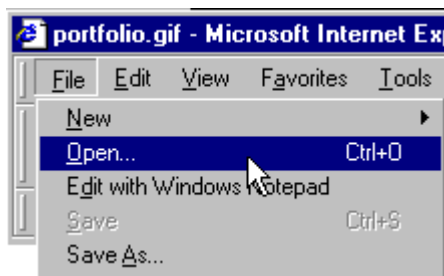 portfolio.gif - Microsoft Internet Ex
File Edit View Favorites Tools
New
Open... Ctrl+O
Edit with Windows Notepad
Save Ctrl+S
Save As...